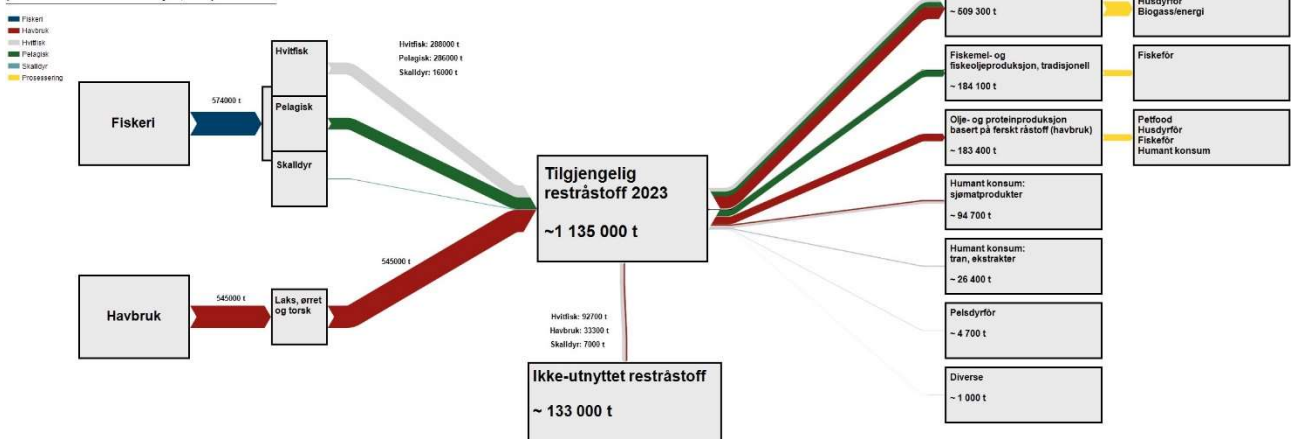 Fiskeri
Havbruk
Hvitfisk
Pelagisk
Skalldyr
Prosessering
Fiskeri
574000 t
Hvitfisk
Pelagisk
Skalldyr
Hvitfisk: 288000 t
Pelagisk: 286000 t
Skalldyr: 16000 t
Havbruk
545000 t
Laks, ørret
og torsk
545000 t
Tilgjengelig
restråstoff 2023
~1 135 000 t
Hvitfisk: 92700 t
Havbruk: 33300 t
Skalldyr: 7000 t
Ikke-utnyttet restråstoff
~ 133 000 t
~ 509 300 t
Husdyrfôr
Biogass/energi
Fiskemel- og
fiskeoljeproduksjon, tradisjonell
~ 184 100 t
Fiskefôr
Olje- og proteinproduksjon
basert på ferskt råstoff (havbruk)
~ 183 400 t
Petfood
Husdyrfôr
Fiskefôr
Humant konsum
Humant konsum:
sjømatprodukter
~ 94 700 t
Humant konsum:
tran, ekstrakter
~ 26 400 t
Pelsdyrfôr
~ 4 700 t
Diverse
~ 1 000 t